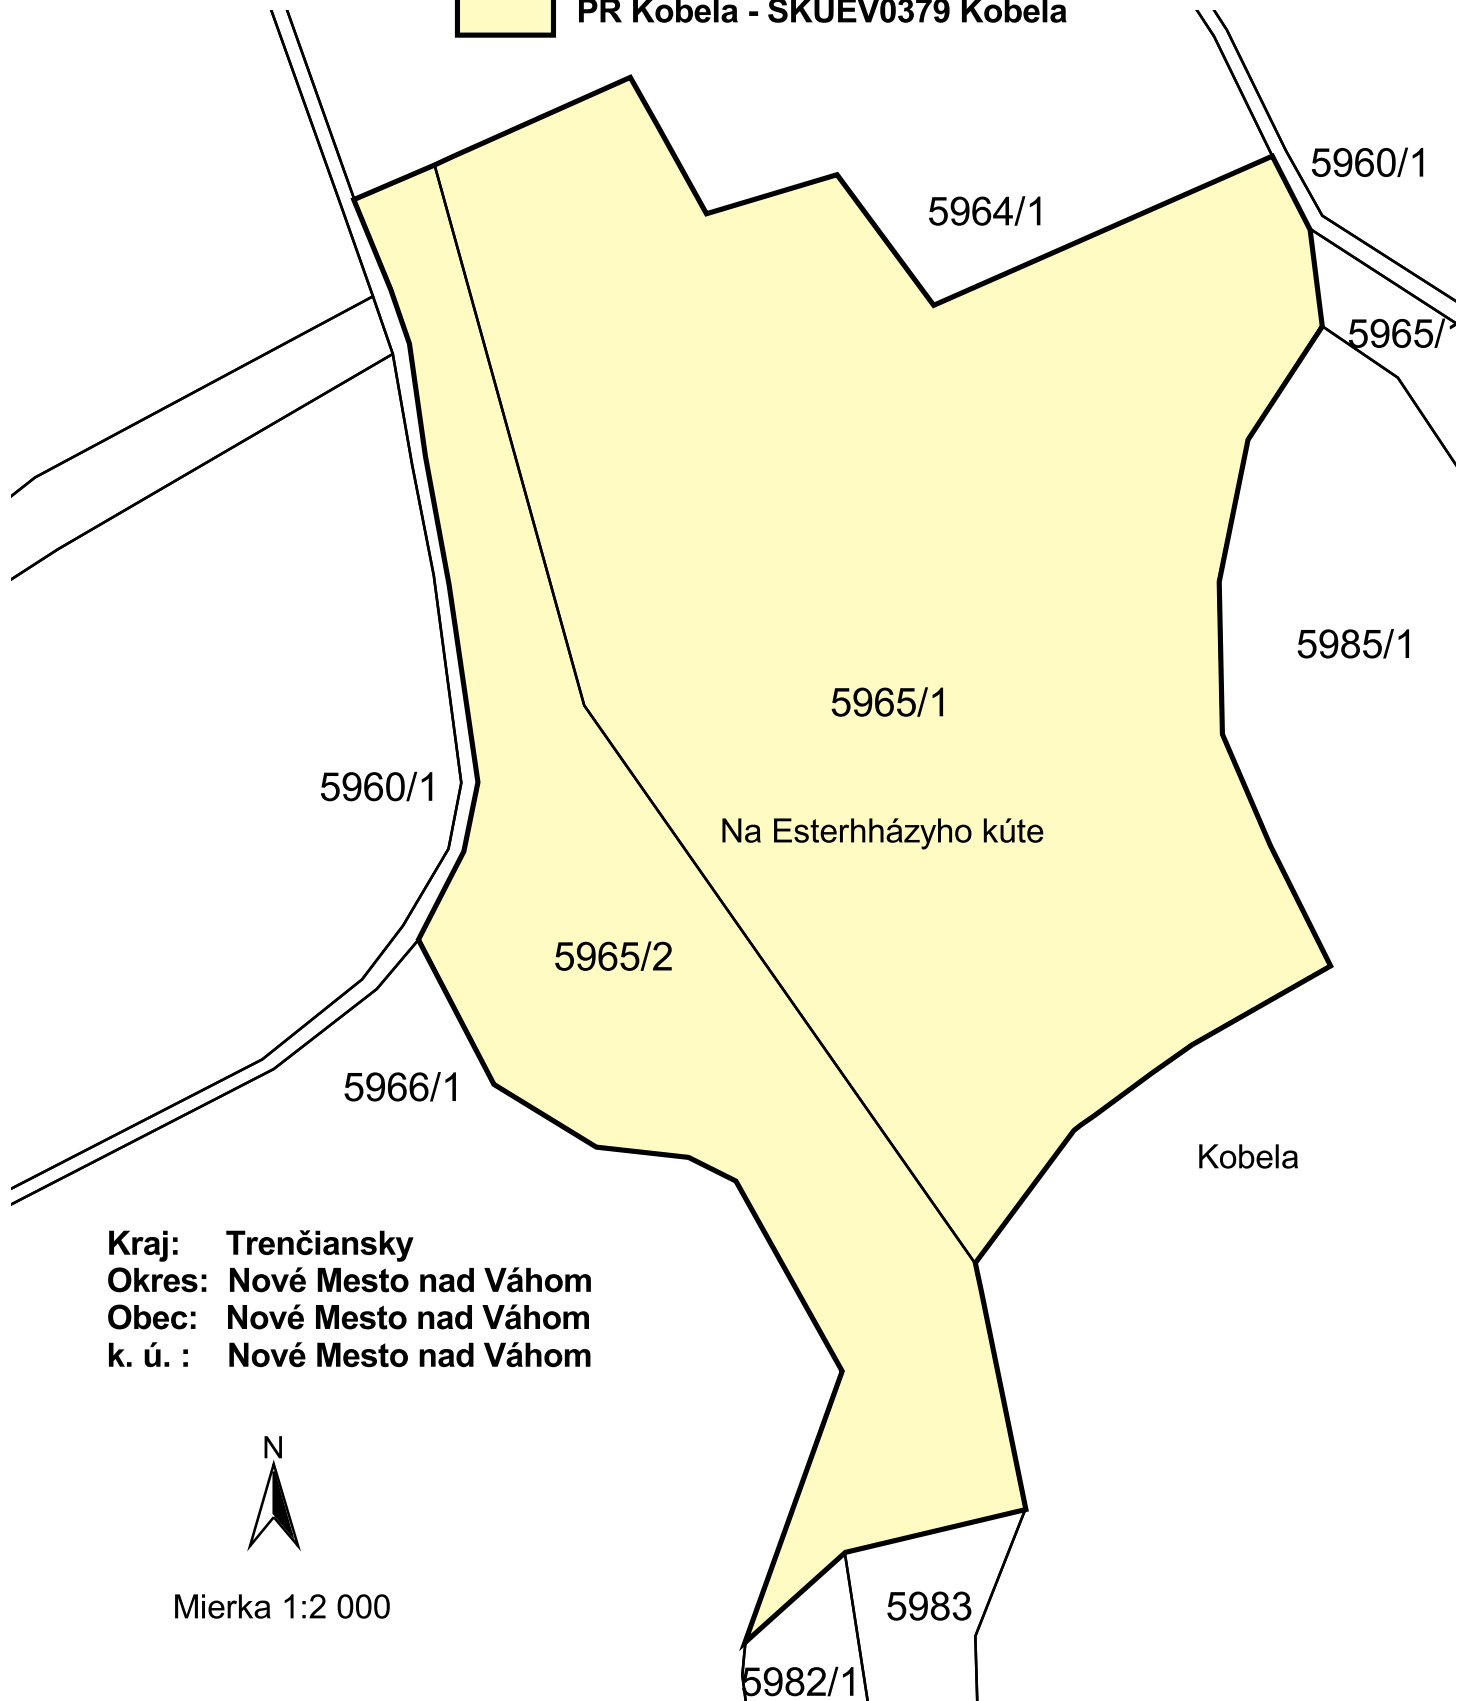 PR Kobela - SKUEV0379 Kobela
5960/1
5964/1
5965/
5985/1
5965/1
5960/1
Na Esterhházyho kúte
5965/2
5966/1
Kobela
Kraj: Trenčiansky
Okres: Nové Mesto nad Váhom
Obec: Nové Mesto nad Váhom
k. ú. : Nové Mesto nad Váhom
N
Mierka 1:2 000
5983
5982/1